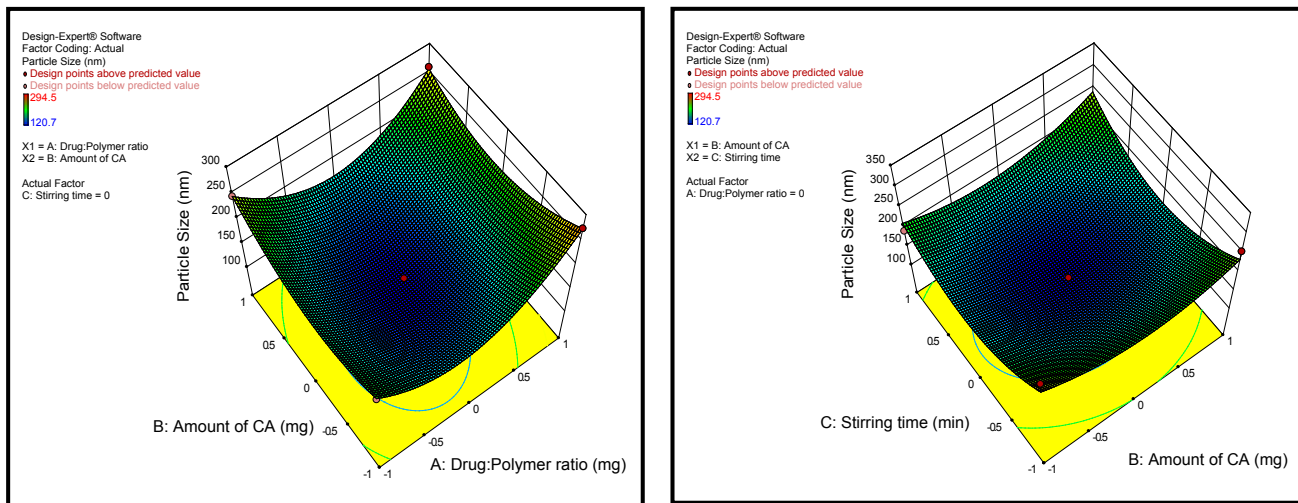 Design-Expert® Software
Factor Coding: Actual
Particle Size (nm)
Design points above predicted value
Design points below predicted value
294.5
120.7
X1 = A: Drug:Polymer ratio
X2 = B: Amount of CA
Actual Factor
C: Stirring time = 0
300
250
200
150
100
Particle Size (nm)
1
0.5
0
-0.5
-1
B: Amount of CA (mg)
-1
-0.5
0
0.5
1
A: Drug:Polymer ratio (mg)
Design-Expert® Software
Factor Coding: Actual
Particle Size (nm)
Design points above predicted value
Design points below predicted value
294.5
120.7
X1 = B: Amount of CA
X2 = C: Stirring time
Actual Factor
A: Drug:Polymer ratio = 0
350
300
250
200
150
100
Particle Size (nm)
1
0.5
0
-0.5
-1
C: Stirring time (min)
-1
-0.5
0
0.5
1
B: Amount of CA (mg)